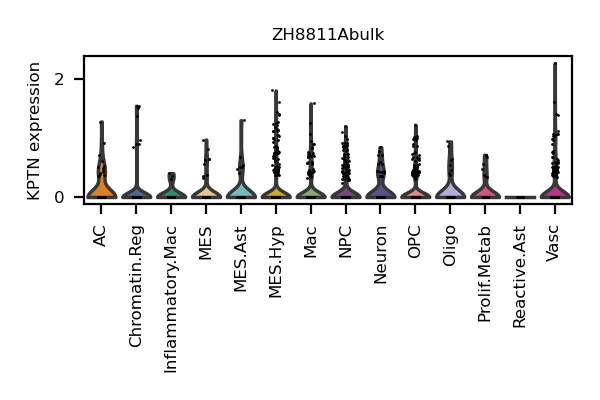 ZH8811Abulk
KPTN expression
2
0
AC
Chromatin.Reg
Inflammatory.Mac
MES
MES.Ast
MES.Hyp
Mac
NPC
Neuron
OPC
Oligo
Prolif.Metab
Reactive.Ast
Vasc